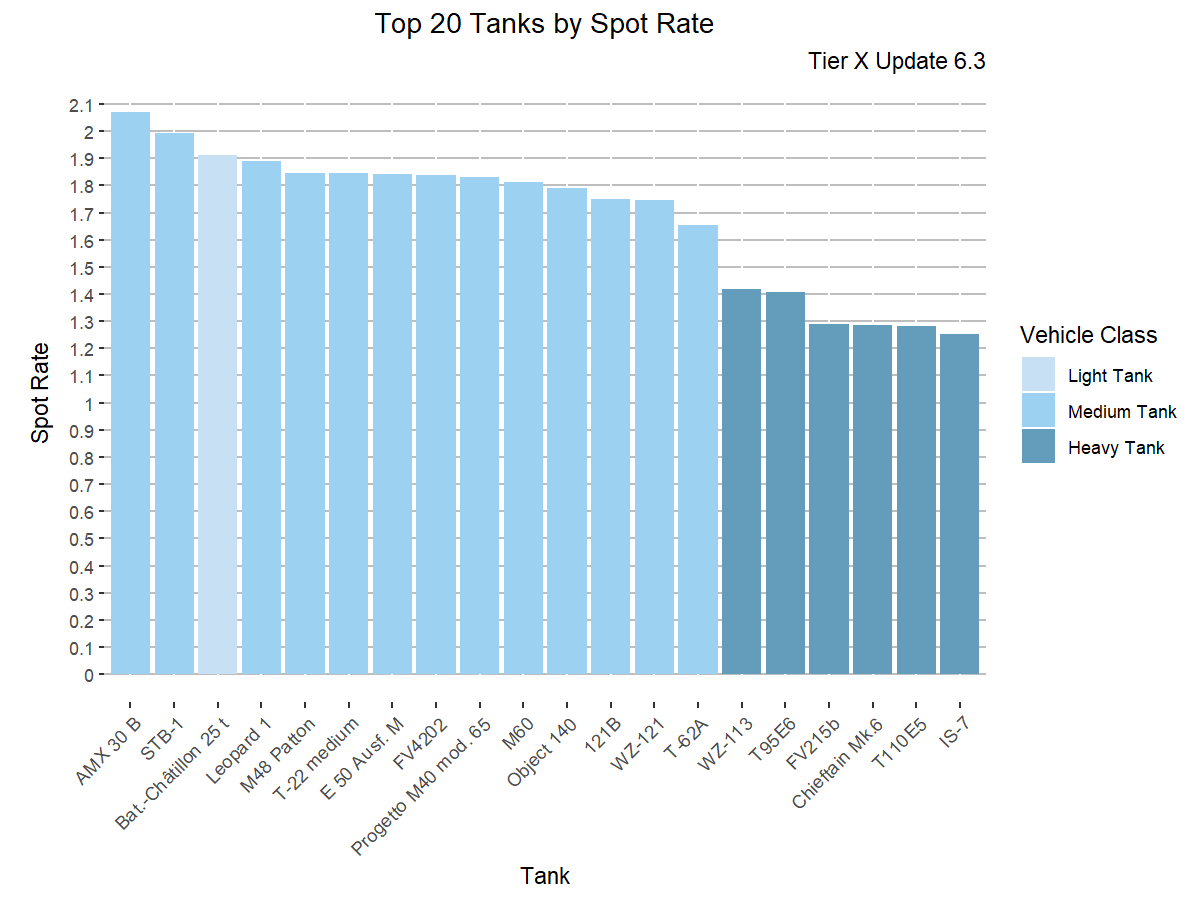 Top 20 Tanks by Spot Rate
Tier X Update 6.3
Spot Rate
2.1
2
1.9
1.8
1.7
1.6
1.5
1.4
1.3
1.2
1.1
1
0.9
0.8
0.7
0.6
0.5
0.4
0.3
0.2
0.1
0
AMX 30 B
STB-1
Bat.-Châtillon 25 t
Leopard 1
M48 Patton
T-22 medium
E 50 Ausf. M
FV4202
Progetto M40 mod. 65
M60
Object 140
121B
WZ-121
T-62A
WZ-113
T95E6
FV215b
Chieftain Mk.6
T110E5
IS-7
Tank
Vehicle Class
Light Tank
Medium Tank
Heavy Tank